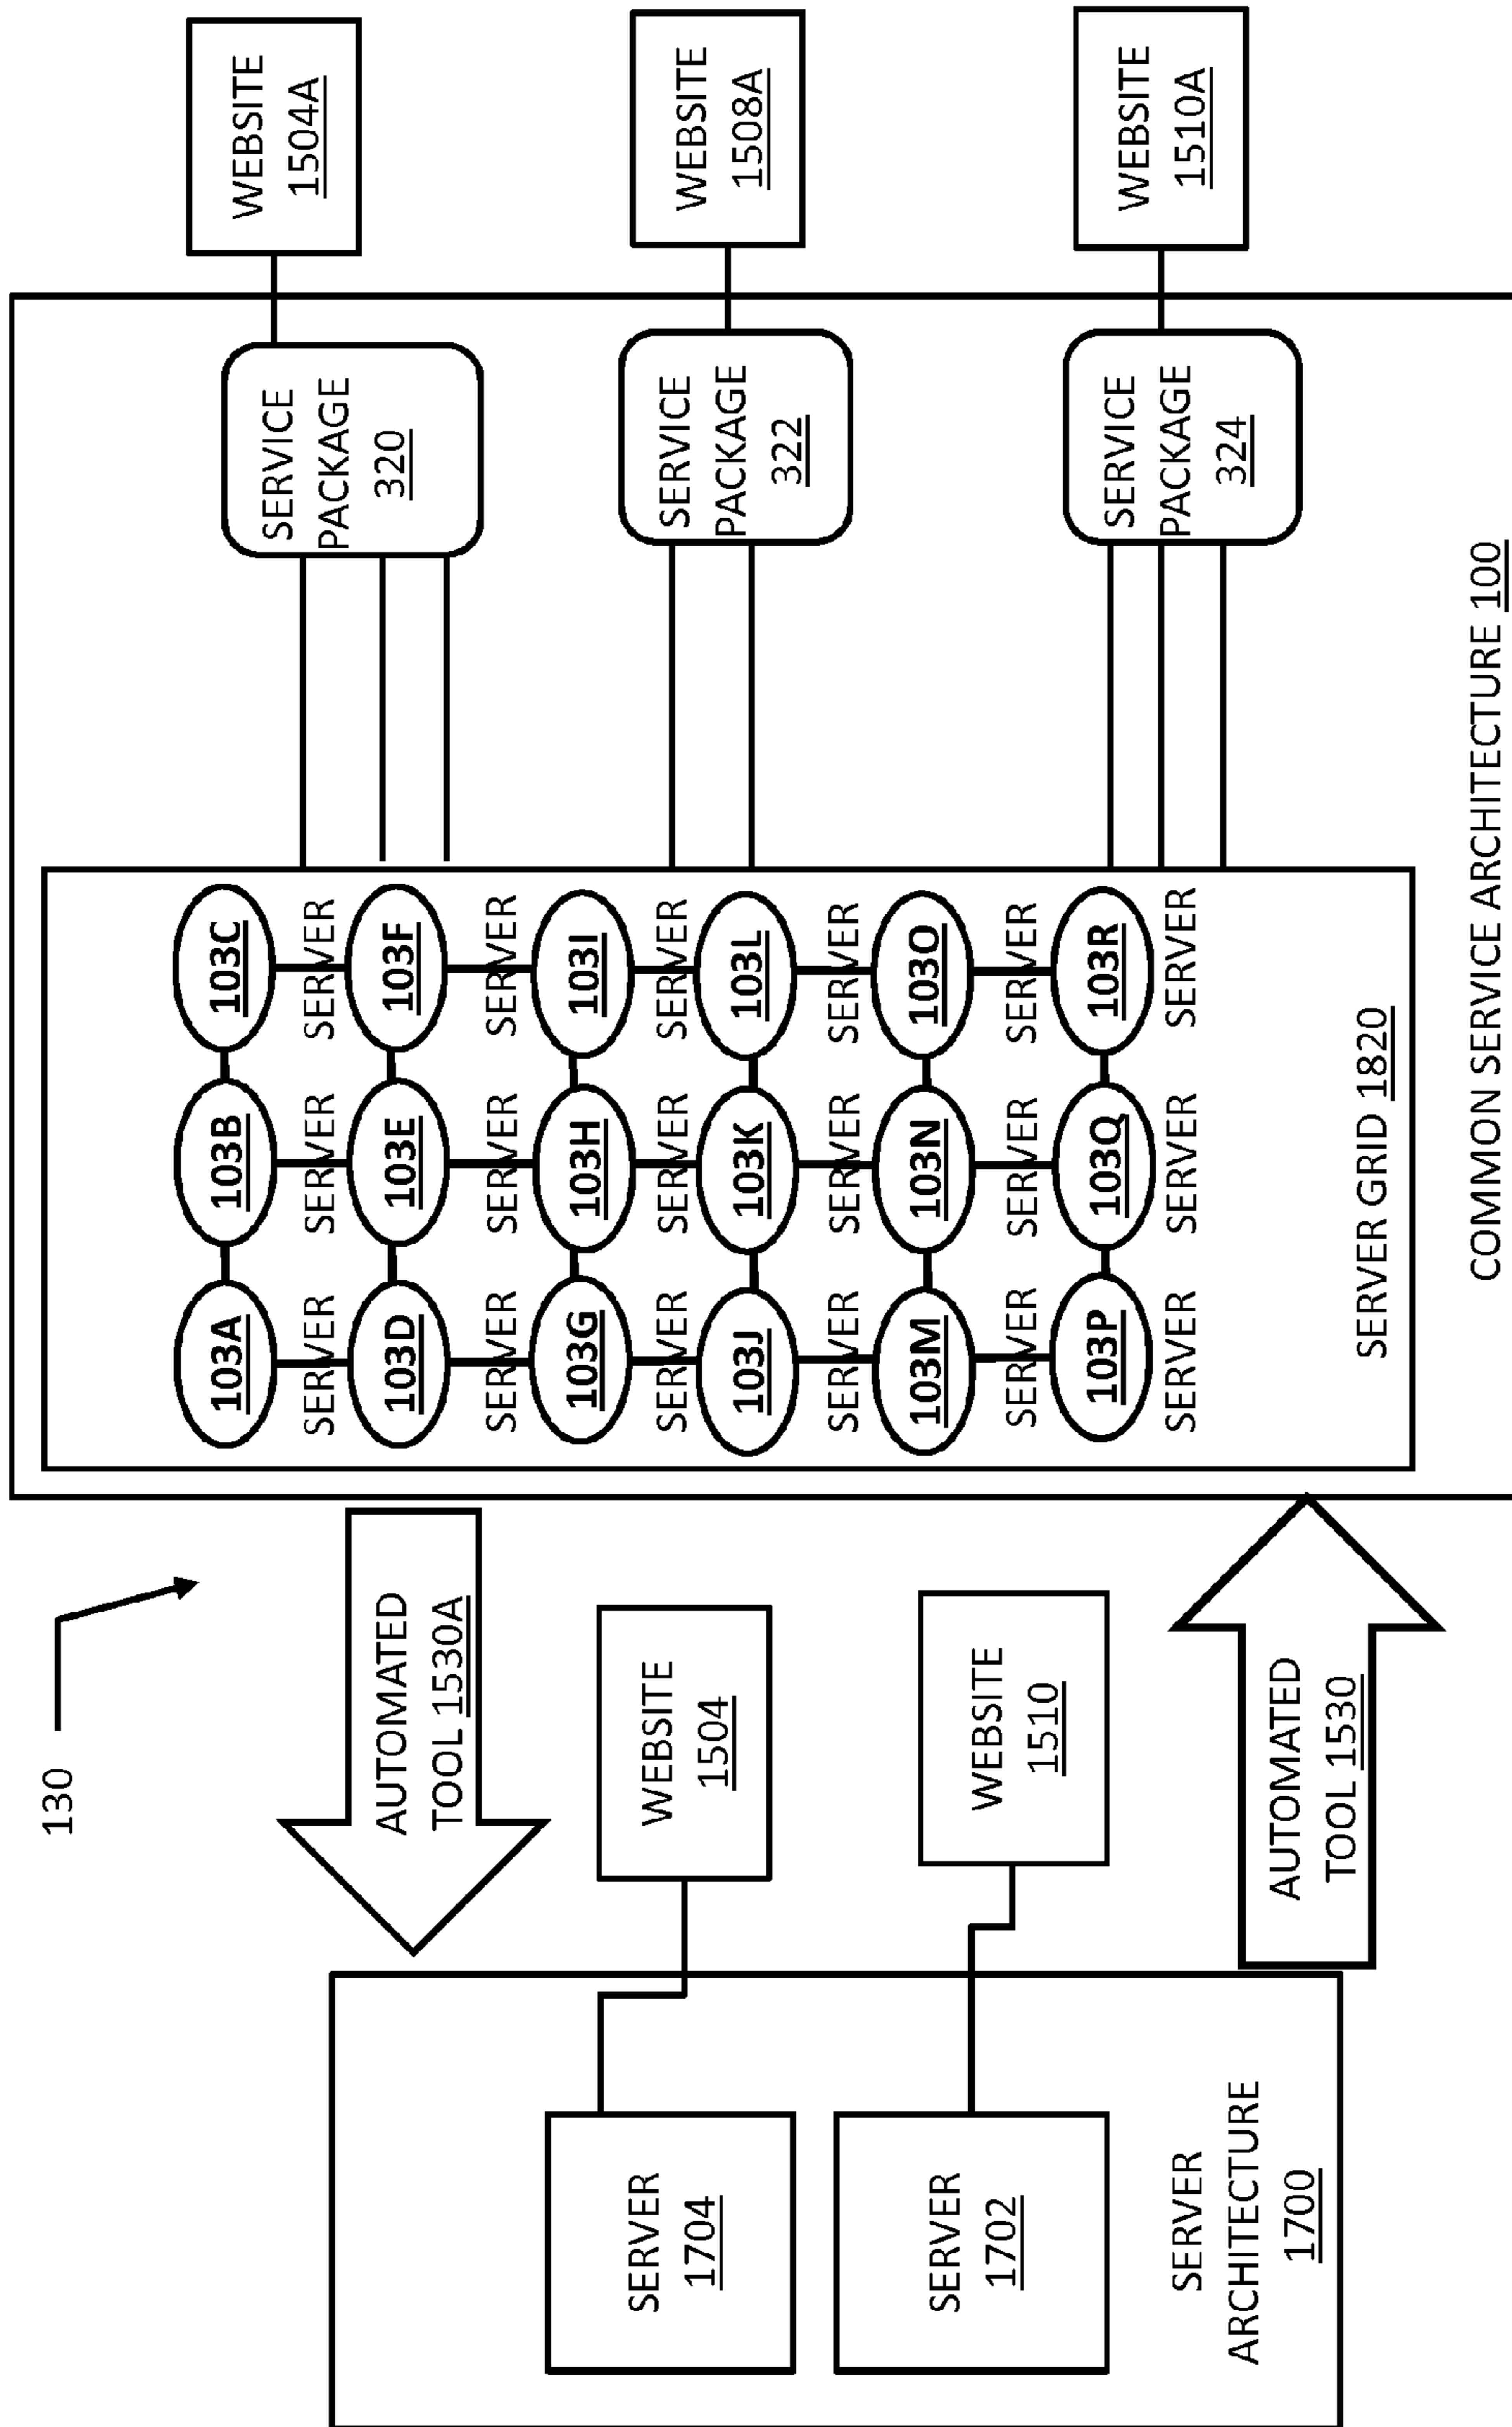 130
SERVER
1704
SERVER
1702
SERVER
ARCHITECTURE
1700
AUTOMATED
TOOL 1530A
WEBSITE
1504
WEBSITE
1510
AUTOMATED
TOOL 1530
103A 103B 103C
SERVER SERVER SERVER
103D 103E 103F
SERVER SERVER SERVER
103G 103H 103I
SERVER SERVER SERVER
103J 103K 103L
SERVER SERVER SERVER
103M 103N 103O
SERVER SERVER SERVER
103P 103Q 103R
SERVER SERVER SERVER
SERVER GRID 1820
SERVICE
PACKAGE
320
SERVICE
PACKAGE
322
SERVICE
PACKAGE
324
COMMON SERVICE ARCHITECTURE 100
WEBSITE
1504A
WEBSITE
1508A
WEBSITE
1510A